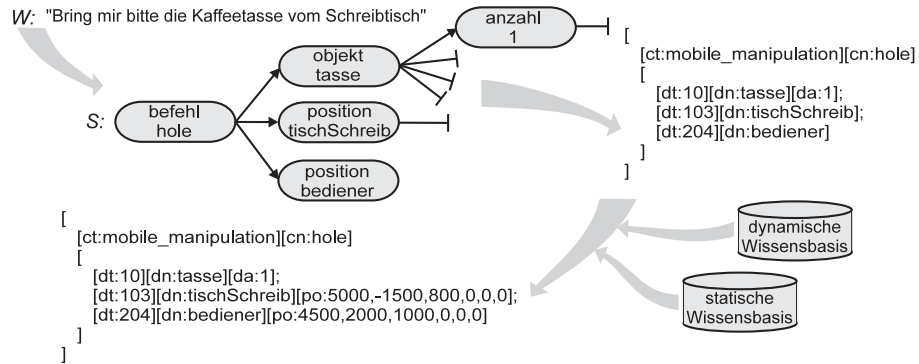 W: "Bring mir bitte die Kaffeetasse vom Schreibtisch"
S:
befehl
hole
objekt
tasse
anzahl
1
position
tischSchreib
position
bediener
[
[ct:mobile_manipulation][cn:hole]
[
[dt:10][dn:tasse][da:1];
[dt:103][dn:tischSchreib];
[dt:204][dn:bediener]
]
]
[
[ct:mobile_manipulation][cn:hole]
[
[dt:10][dn:tasse][da:1];
[dt:103][dn:tischSchreib][po:5000,-1500,800,0,0,0];
[dt:204][dn:bediener][po:4500,2000,1000,0,0,0]
]
]
dynamische
Wissensbasis
statische
Wissensbasis